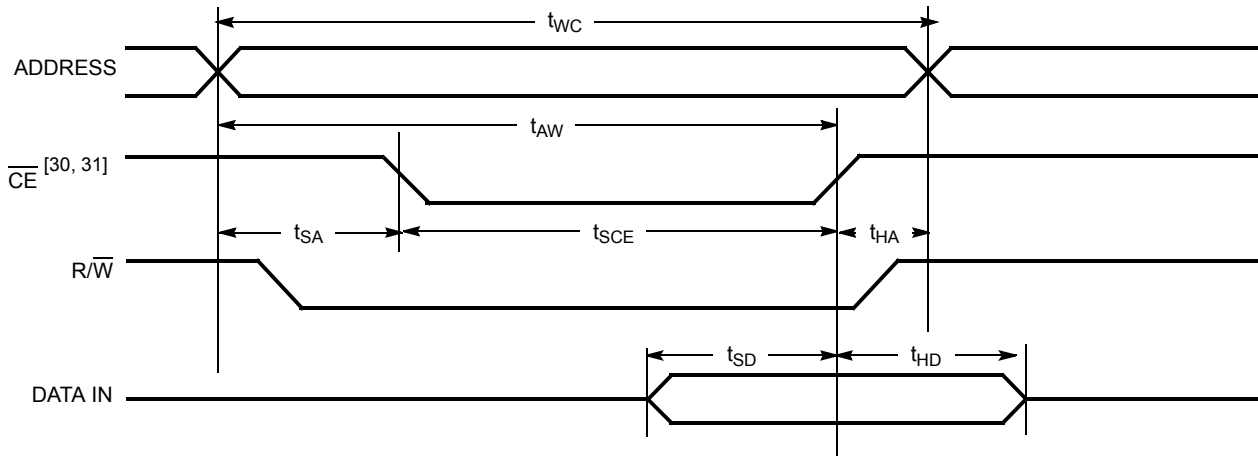 tWC
ADDRESS
tAW
CE [30, 31]
tSA
tSCE
tHA
R/W
tSD
tHD
DATA IN